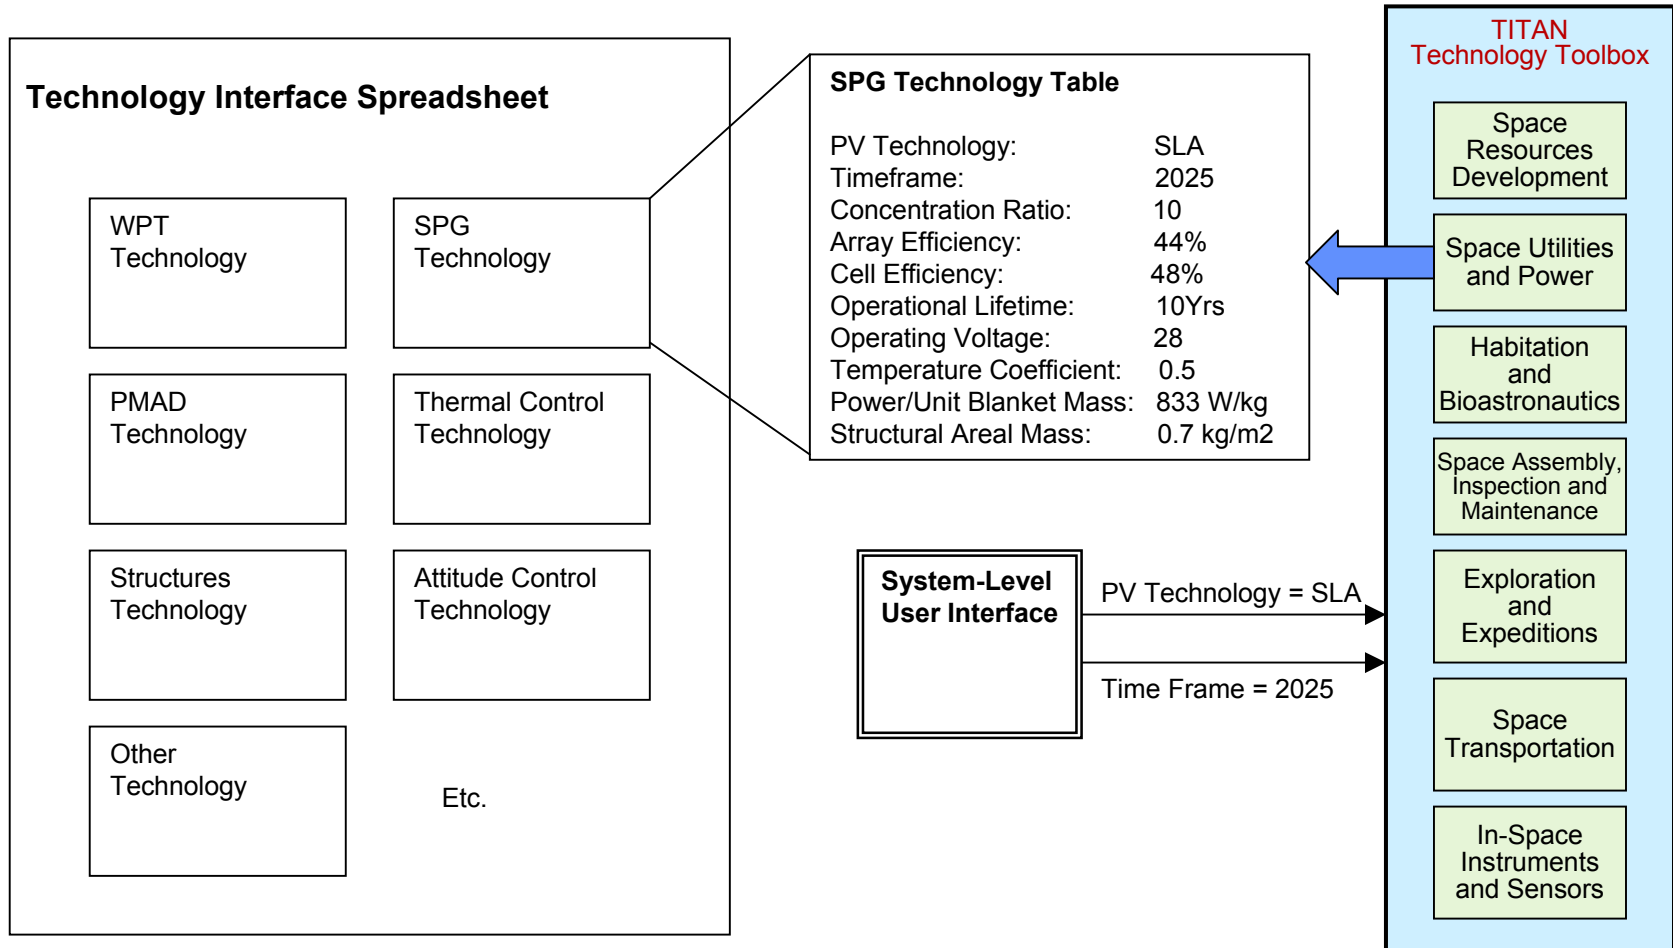 Technology Interface Spreadsheet
WPT
Technology
SPG
Technology
PMAD
Technology
Thermal Control
Technology
Structures
Technology
Attitude Control
Technology
Other
Technology
Etc.
SPG Technology Table
PV Technology: SLA
Timeframe: 2025
Concentration Ratio: 10
Array Efficiency: 44%
Cell Efficiency: 48%
Operational Lifetime: 10Yrs
Operating Voltage: 28
Temperature Coefficient: 0.5
Power/Unit Blanket Mass: 833 W/kg
Structural Areal Mass: 0.7 kg/m2
System-Level
User Interface
PV Technology = SLA
Time Frame = 2025
TITAN
Technology Toolbox
Space
Resources
Development
Space Utilities
and Power
Habitation
and
Bioastronautics
Space Assembly,
Inspection and
Maintenance
Exploration
and
Expeditions
Space
Transportation
In-Space
Instruments
and Sensors